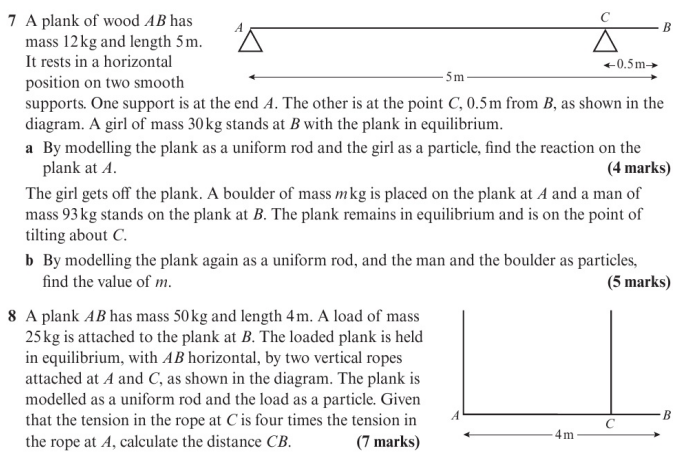 7 A plank of wood AB has
mass 12 kg and length 5 m.
It rests in a horizontal
position on two smooth
A
C
B
0.5 m
5 m
supports. One support is at the end A. The other is at the point C, 0.5 m from B, as shown in the
diagram. A girl of mass 30 kg stands at B with the plank in equilibrium.
a By modelling the plank as a uniform rod and the girl as a particle, find the reaction on the
plank at A. (4 marks)
The girl gets off the plank. A boulder of mass m kg is placed on the plank at A and a man of
mass 93 kg stands on the plank at B. The plank remains in equilibrium and is on the point of
tilting about C.
b By modelling the plank again as a uniform rod, and the man and the boulder as particles,
find the value of m. (5 marks)
8 A plank AB has mass 50 kg and length 4 m. A load of mass
25 kg is attached to the plank at B. The loaded plank is held
in equilibrium, with AB horizontal, by two vertical ropes
attached at A and C, as shown in the diagram. The plank is
modelled as a uniform rod and the load as a particle. Given
that the tension in the rope at C is four times the tension in
the rope at A, calculate the distance CB. (7 marks)
A
C
B
4 m